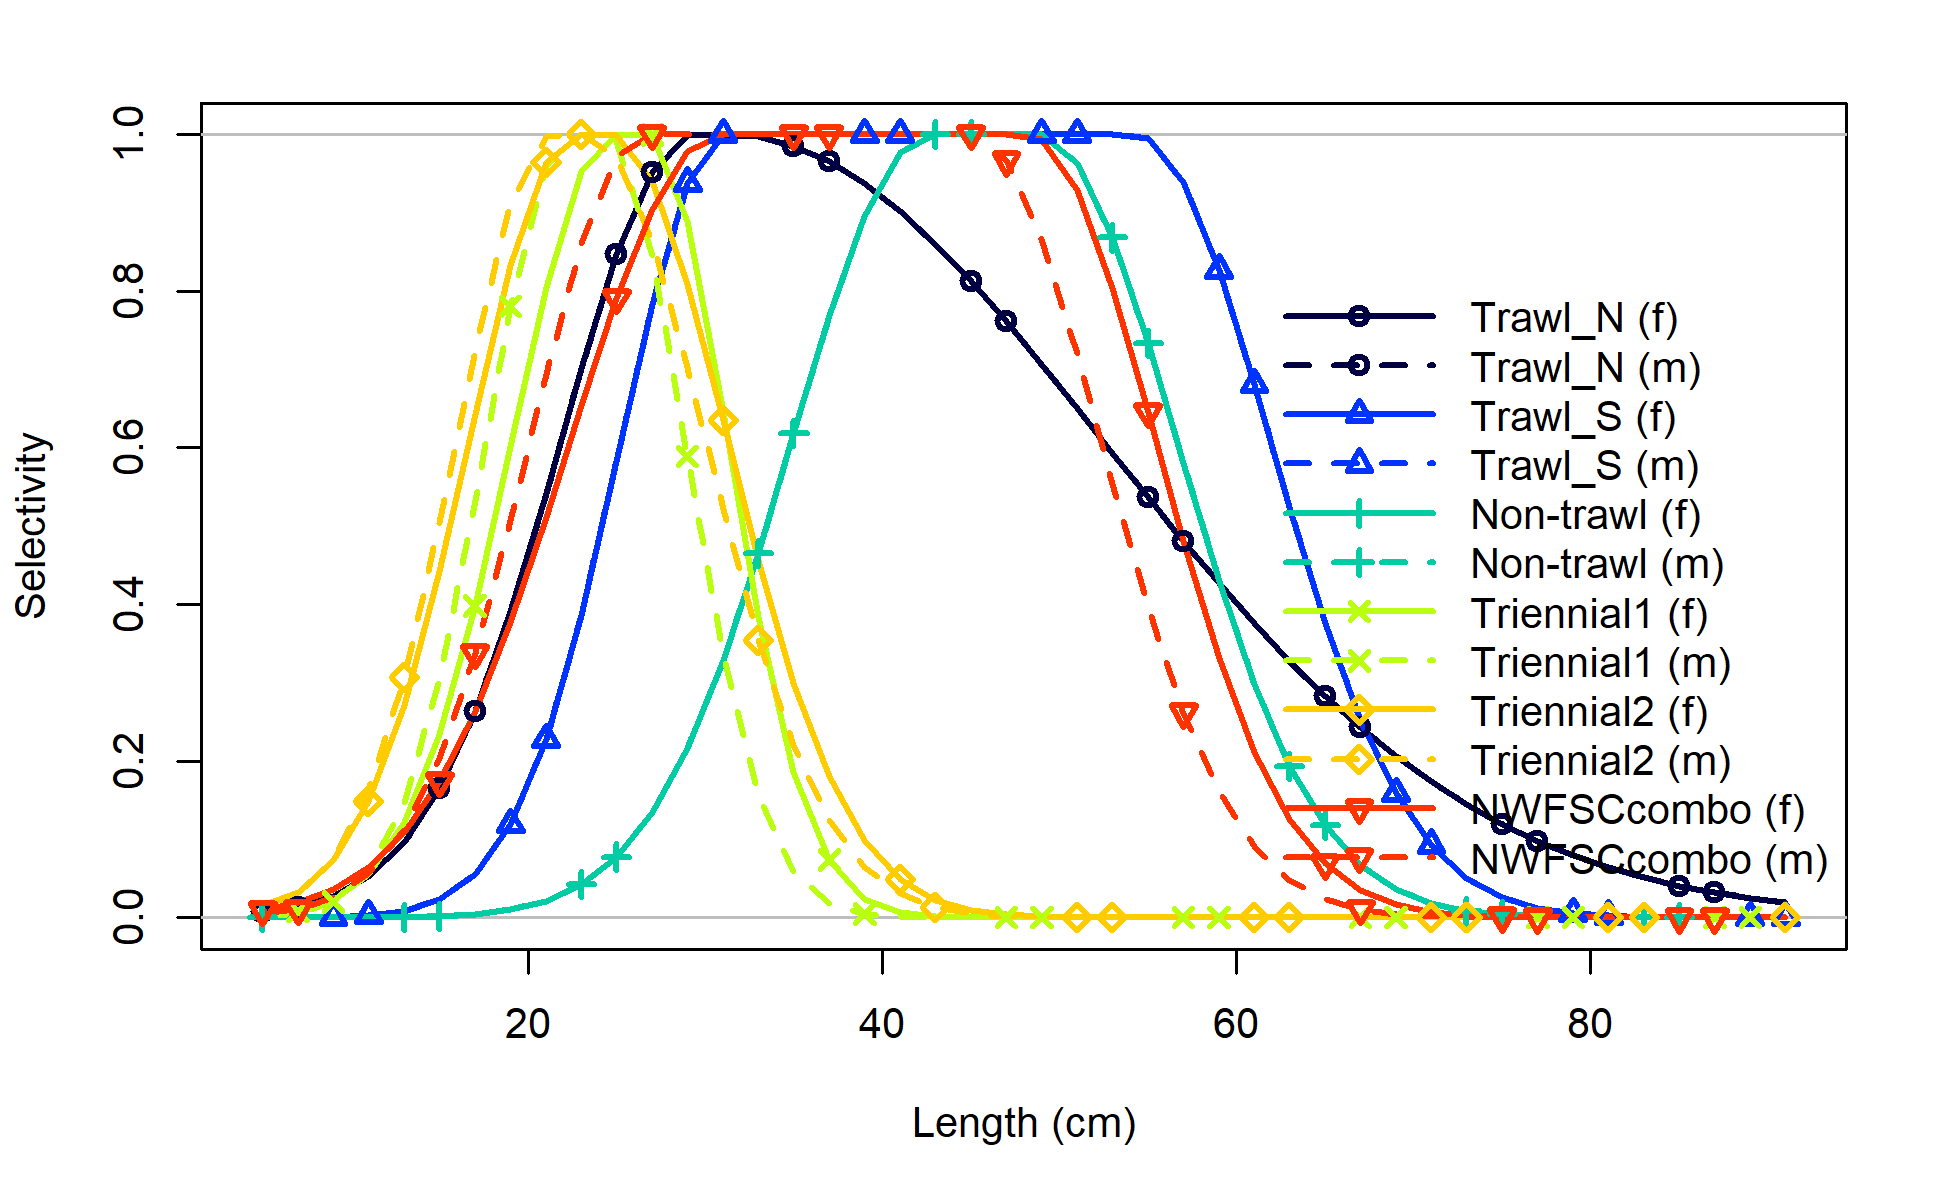 1.0
0.8
0.6
0.4
0.2
0.0
Selectivity
Trawl_N (f)
Trawl_N (m)
Trawl_S (f)
Trawl_S (m)
Non-trawl (f)
Non-trawl (m)
Triennial1 (f)
Triennial1 (m)
Triennial2 (f)
Triennial2 (m)
NWFSCcombo (f)
NWFSCcombo (m)
20 40 60 80
Length (cm)